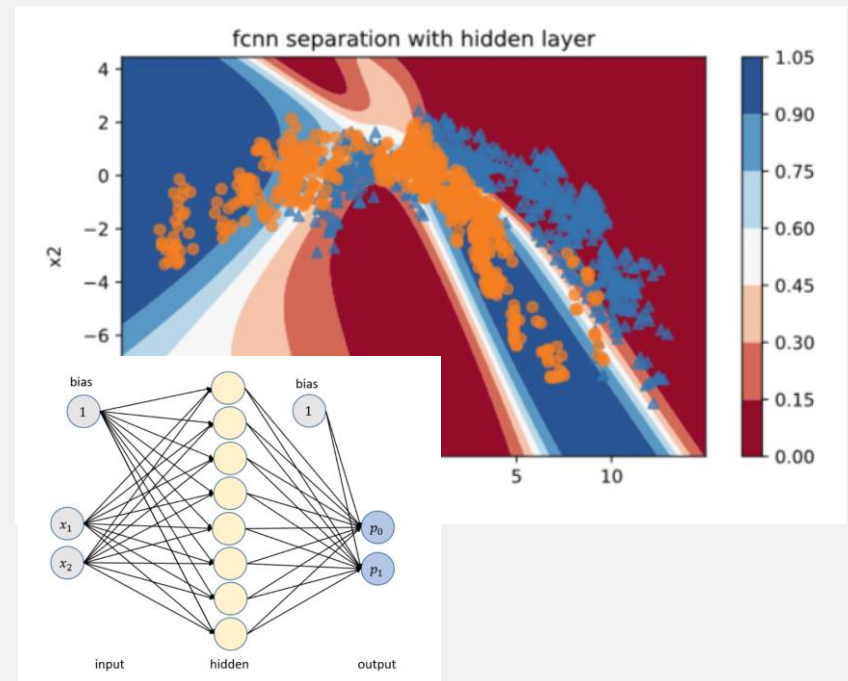 fcnn separation with hidden layer
4
2
0
−2
−4
−6
x2
5
10
1.05
0.90
0.75
0.60
0.45
0.30
0.15
0.00
bias
1
bias
1
x₁
x₂
p₀
p₁
input
hidden
output